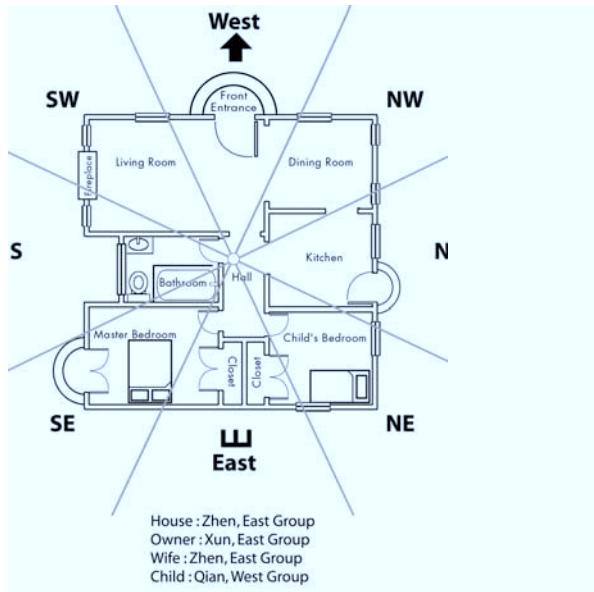 West
SW
NW
Front
Entrance
Living Room
Dining Room
Fireplace
S
Kitchen
N
Bathroom
Hall
Master Bedroom
Child's Bedroom
Closet
Closet
SE
NE
E
East
House : Zhen, East Group
Owner : Xun, East Group
Wife : Zhen, East Group
Child : Qian, West Group